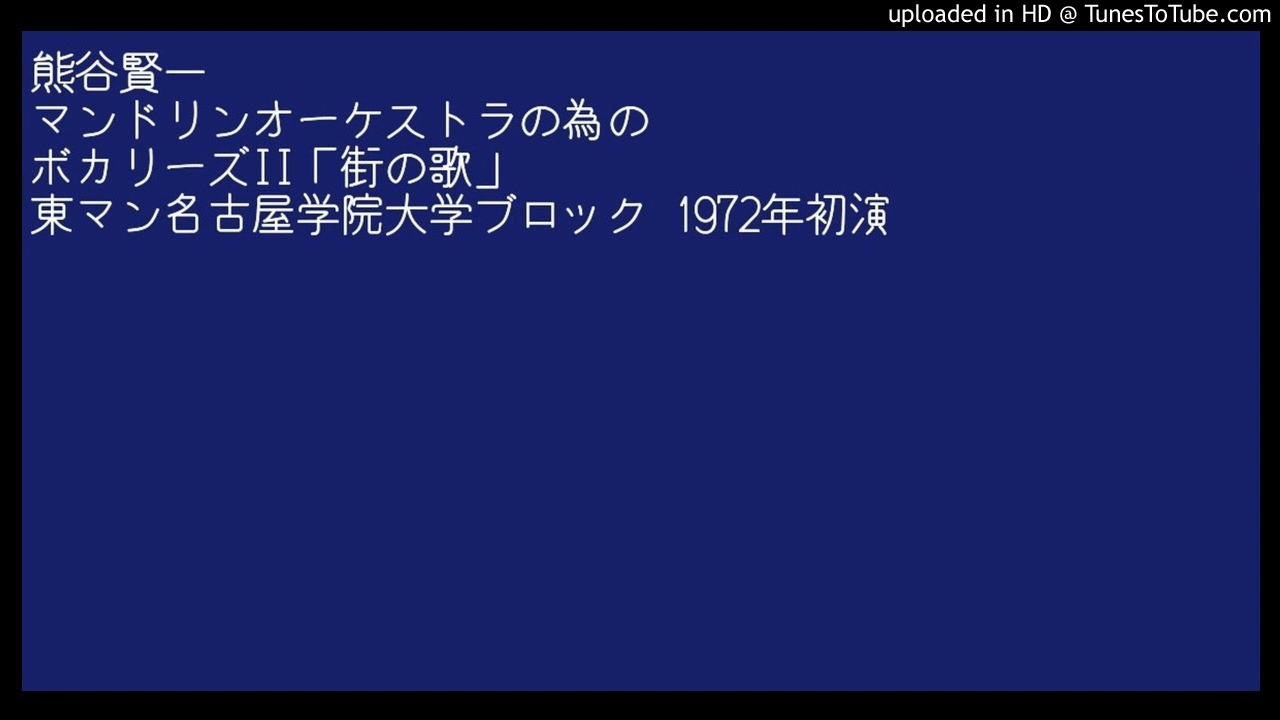 uploaded in HD @ TunesToTube.com
熊谷賢一
マンドリンオーケストラの為の
ボカリーズII「街の歌」
東マン名古屋学院大学ブロック 1972年初演